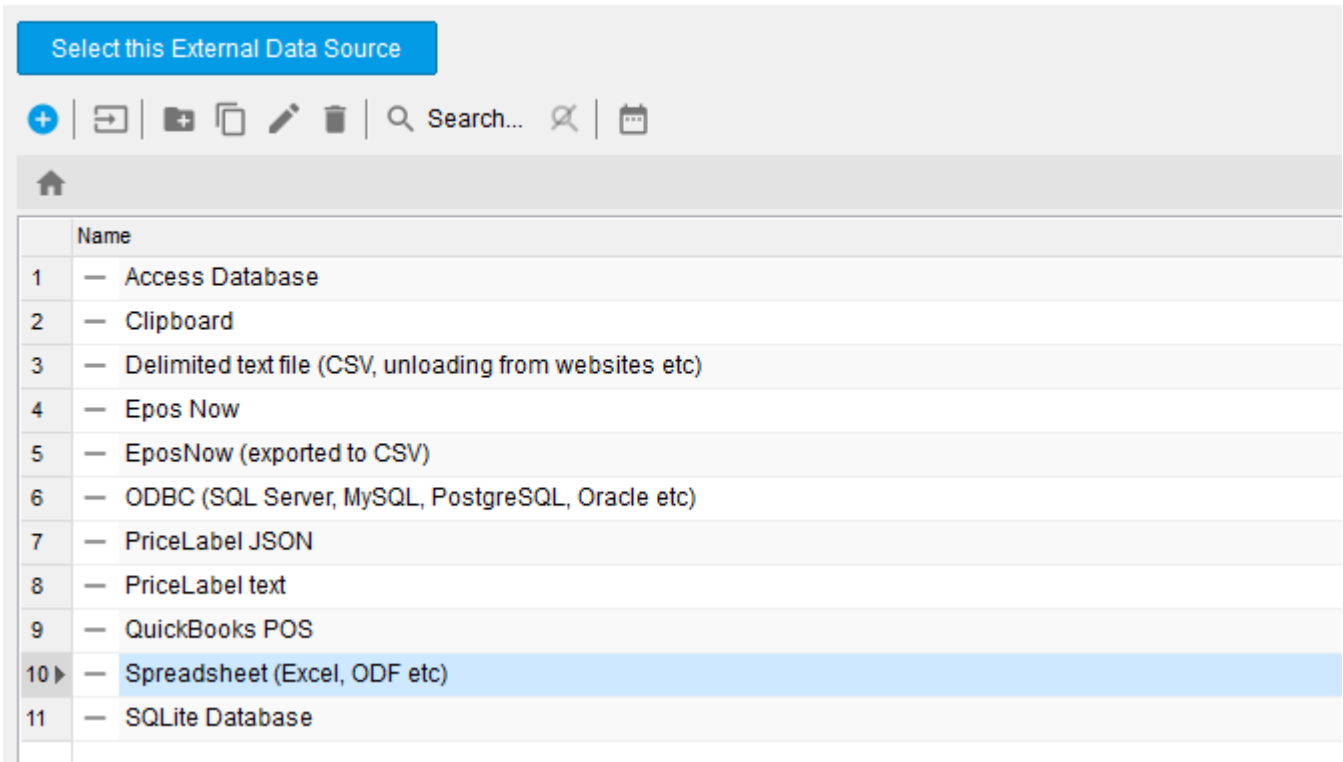 Select this External Data Source
Search...
Name
1 Access Database
2 Clipboard
3 Delimited text file (CSV, unloading from websites etc)
4 Epos Now
5 EposNow (exported to CSV)
6 ODBC (SQL Server, MySQL, PostgreSQL, Oracle etc)
7 PriceLabel JSON
8 PriceLabel text
9 QuickBooks POS
10 Spreadsheet (Excel, ODF etc)
11 SQLite Database